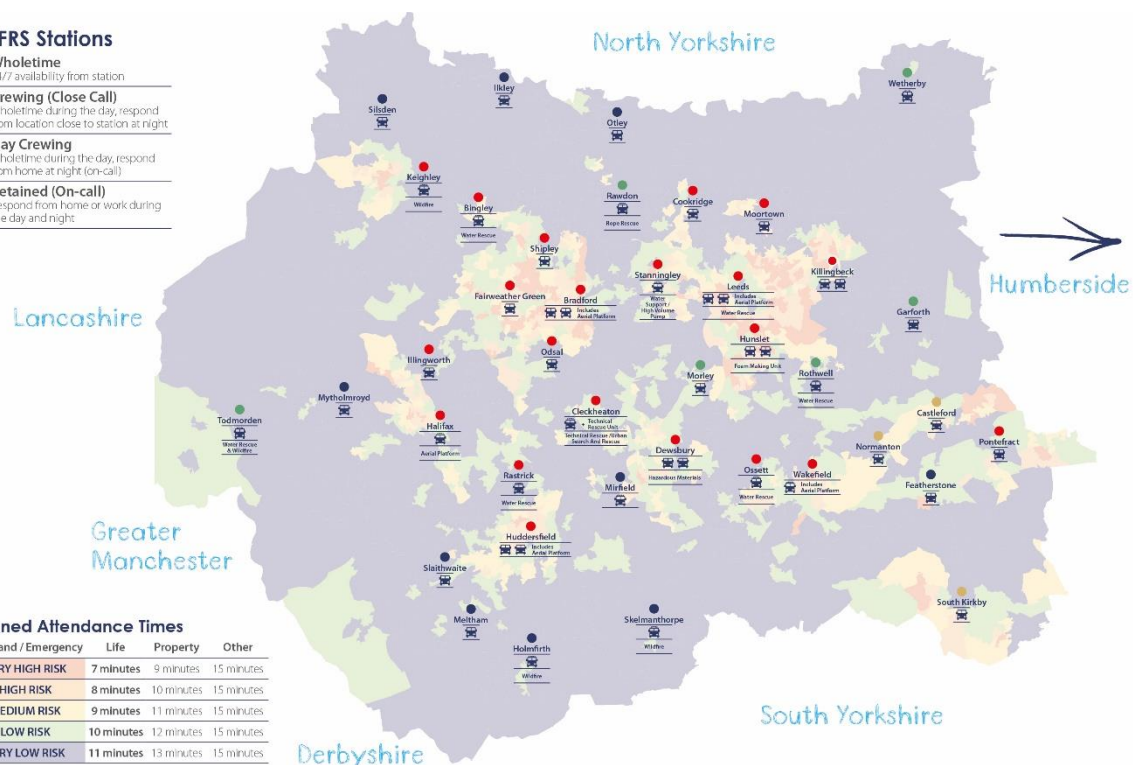 FRS Stations
holetime
/7 availability from station
rewing (Close Call)
holetime during the day, respond
om location close to station at night
ay Crewing
holetime during the day, respond
om home at night (on-call)
etained (On-call)
espond from home or work during
e day and night
North Yorkshire
Wetherby
Ilkley
Silsden
Otley
Keighley
Wildfire
Bingley
Water Rescue
Rawdon
Rope Rescue
Cookridge
Moortown
Shipley
Stanningley
Water
Support /
High Volume
Pump
Leeds
Includes
Aerial Platform
Water Rescue
Killingbeck
Humberside
Fairweather Green
Bradford
Includes
Aerial Platform
Garforth
Lancashire
Hunslet
Foam Making Unit
Illingworth
Odsal
Morley
Rothwell
Water Rescue
Mytholmroyd
Todmorden
Water Rescue
& Wildfire
Halifax
Aerial Platform
Cleckheaton
+ Technical
Rescue Unit
Technical Rescue /Urban
Search And Rescue
Castleford
Pontefract
Normanton
Dewsbury
Hazardous Materials
Ossett
Water Rescue
Wakefield
Includes
Aerial Platform
Featherstone
Rastrick
Water Rescue
Mirfield
Greater
Manchester
Huddersfield
Includes
Aerial Platform
Slaithwaite
South Kirkby
Meltham
Holmfirth
Wildfire
Skelmanthorpe
Wildfire
South Yorkshire
Derbyshire
ned Attendance Times
and / Emergency Life Property Other
RY HIGH RISK 7 minutes 9 minutes 15 minutes
HIGH RISK 8 minutes 10 minutes 15 minutes
EDIUM RISK 9 minutes 11 minutes 15 minutes
LOW RISK 10 minutes 12 minutes 15 minutes
RY LOW RISK 11 minutes 13 minutes 15 minutes